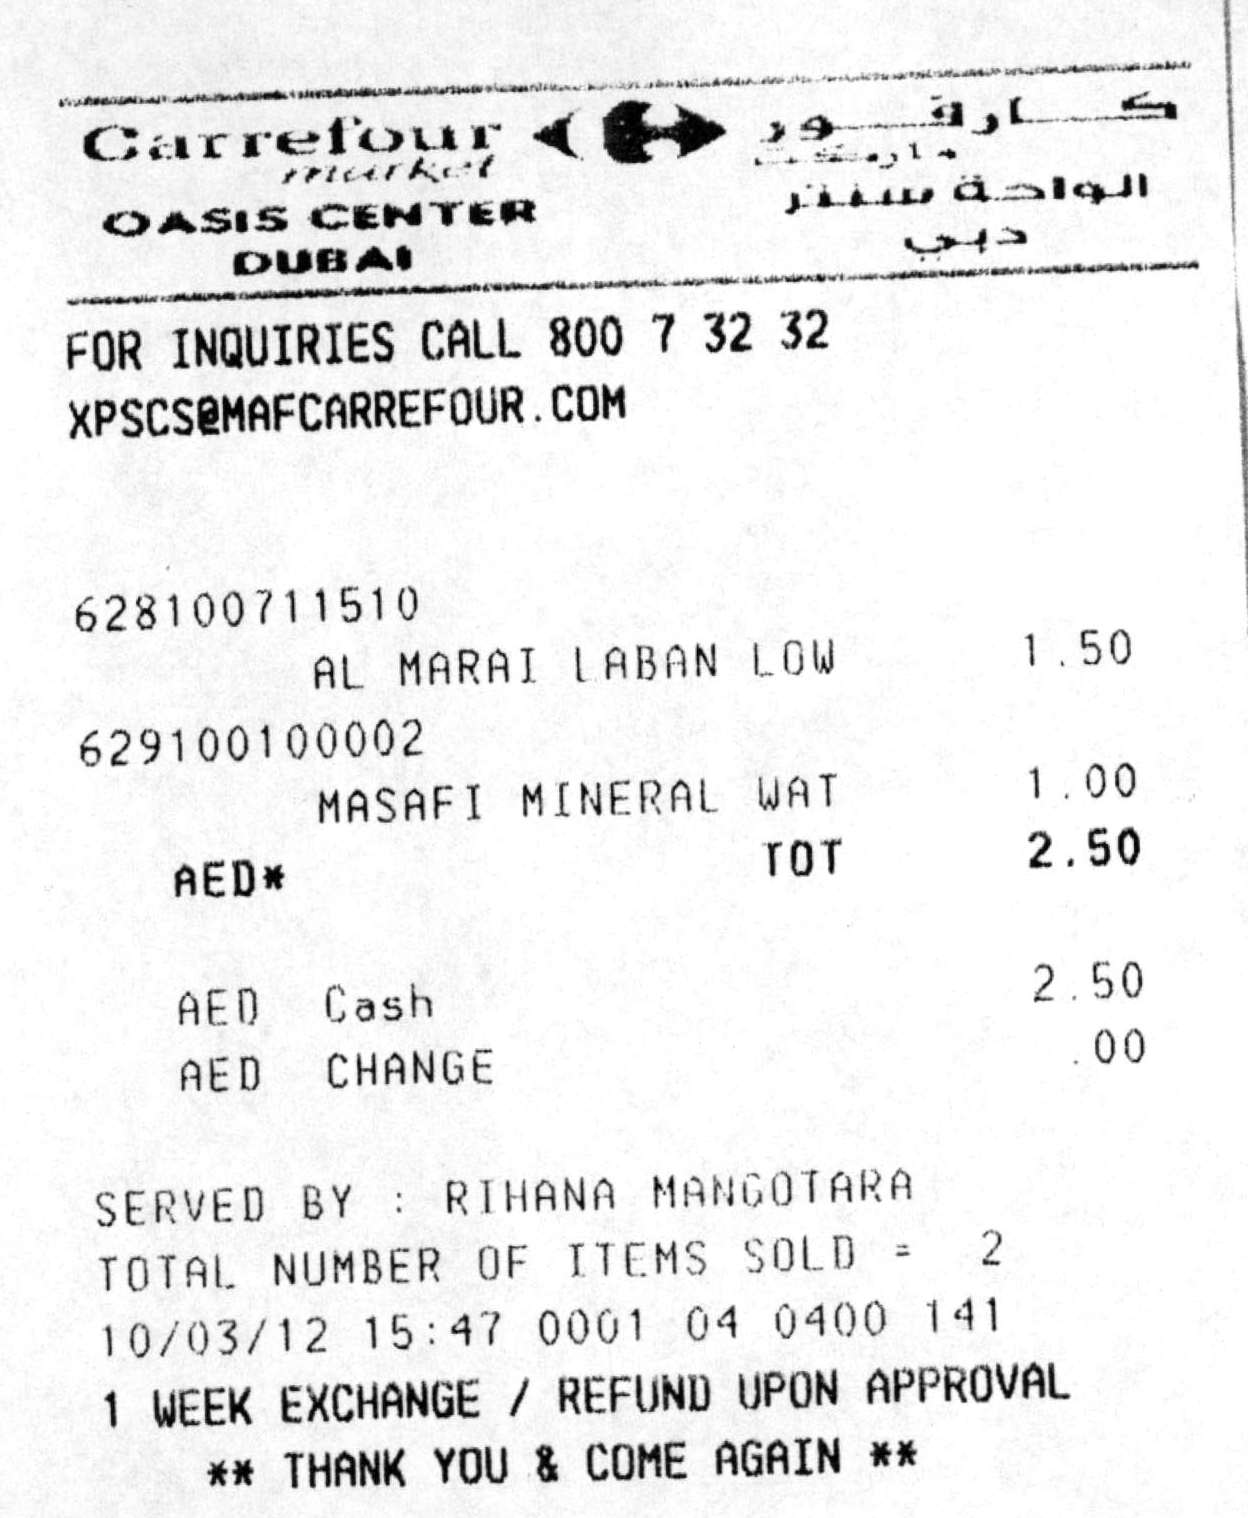 Carrefour
market
OASIS CENTER
DUBAI
كارفور
ماركت
الواحة سنتر
دبي
FOR INQUIRIES CALL 800 7 32 32
XPSCS@MAFCARREFOUR.COM
628100711510
AL MARAI LABAN LOW 1.50
629100100002
MASAFI MINERAL WAT 1.00
AED* TOT 2.50
AED Cash 2.50
AED CHANGE .00
SERVED BY : RIHANA MANGOTARA
TOTAL NUMBER OF ITEMS SOLD = 2
10/03/12 15:47 0001 04 0400 141
1 WEEK EXCHANGE / REFUND UPON APPROVAL
** THANK YOU & COME AGAIN **